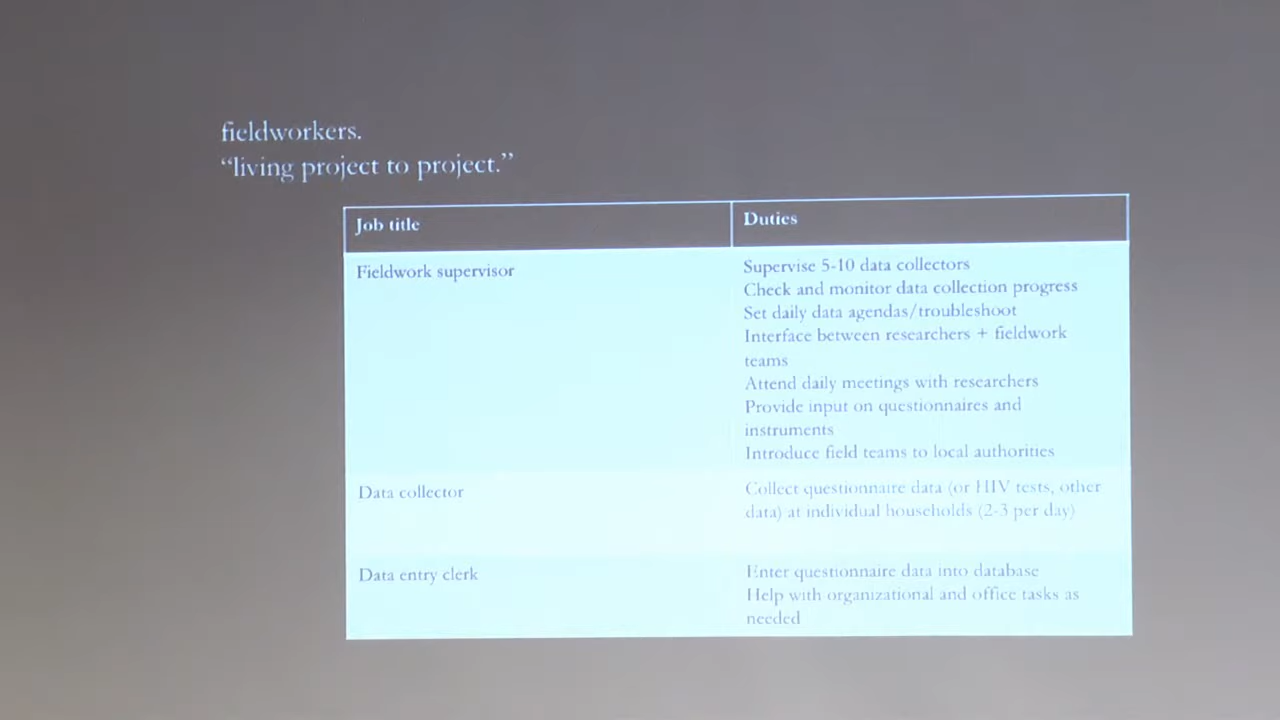 fieldworkers.
“living project to project.”
Job title
Duties
Fieldwork supervisor
Supervise 5-10 data collectors
Check and monitor data collection progress
Set daily data agendas/troubleshoot
Interface between researchers + fieldwork
teams
Attend daily meetings with researchers
Provide input on questionnaires and
instruments
Introduce field teams to local authorities
Data collector
Collect questionnaire data (or HIV tests, other
data) at individual households (2-3 per day)
Data entry clerk
Enter questionnaire data into database
Help with organizational and office tasks as
needed